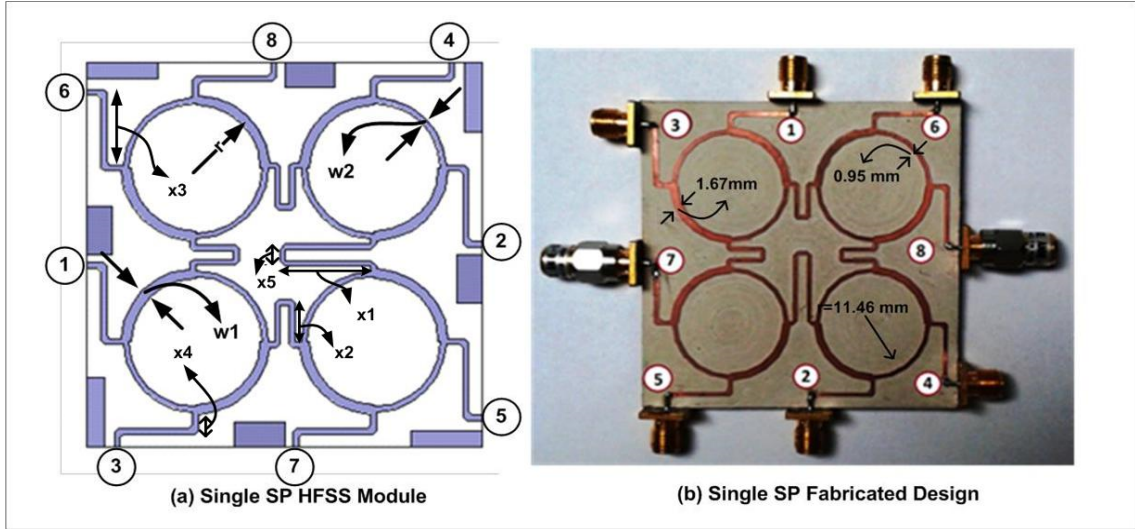 8
4
6
r
w2
x3
2
1
x5
x1
w1
x2
x4
5
3
7
(a) Single SP HFSS Module
3
1
6
1.67mm
0.95 mm
7
8
r=11.46 mm
5
2
4
(b) Single SP Fabricated Design